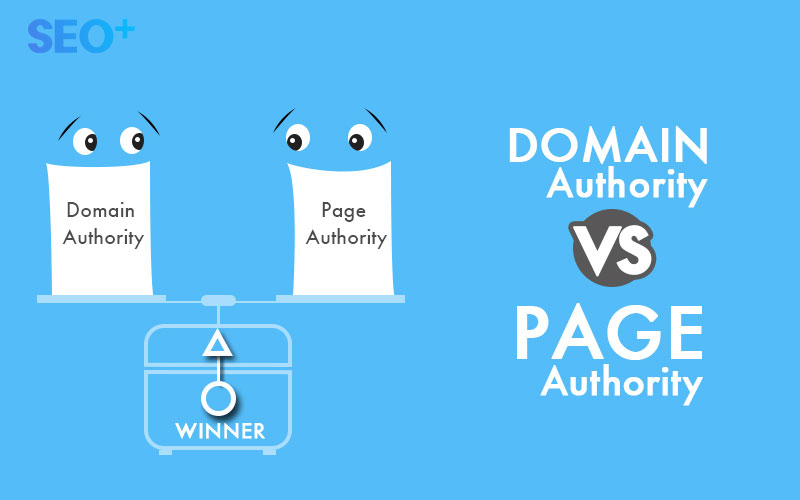 SEO+
Domain
Authority
Page
Authority
WINNER
DOMAIN
Authority
VS
PAGE
Authority